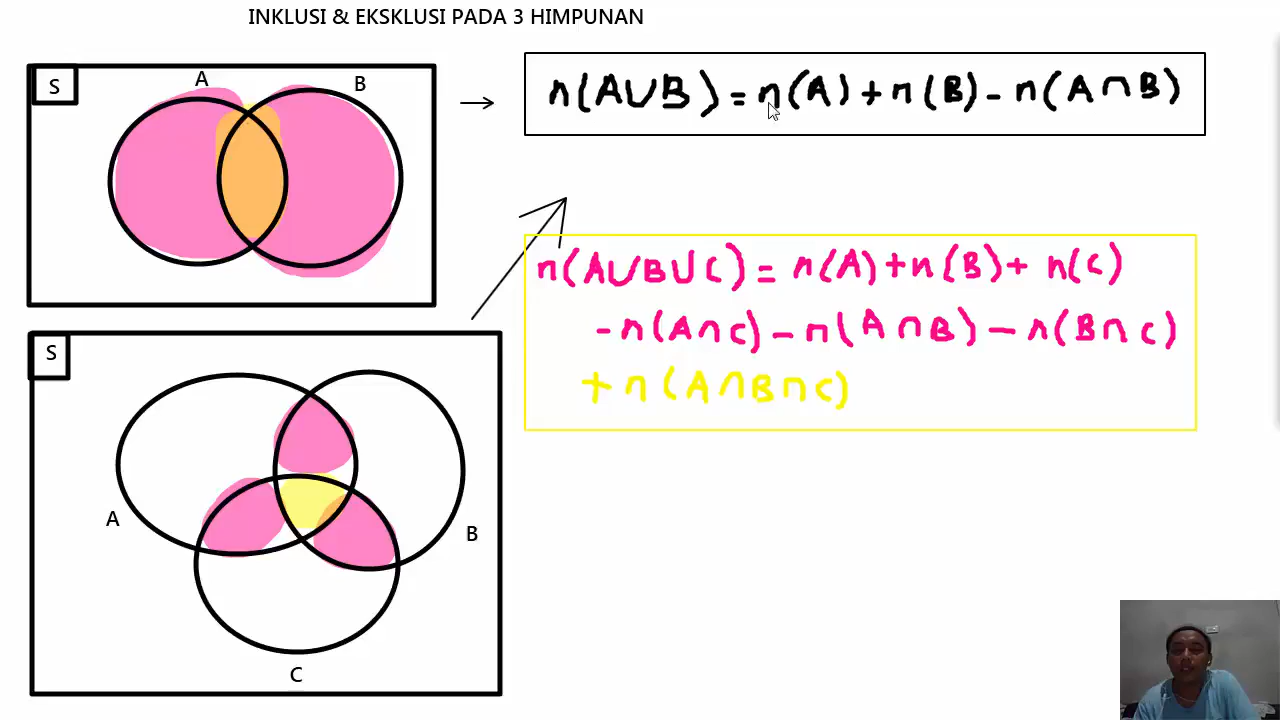 INKLUSI & EKSKLUSI PADA 3 HIMPUNAN
S
A
B
n(A∪B) = n(A) + n(B) - n(A∩B)
n(A∪B∪C) = n(A) + n(B) + n(C)
- n(A∩C) - n(A∩B) - n(B∩C)
+ n(A∩B∩C)
S
A
B
C